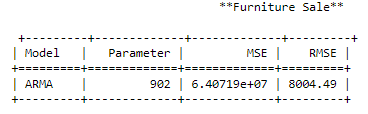 **Furniture Sale**
+---------+-------------+-------------+---------+
| Model   |   Parameter |         MSE |    RMSE |
+=========+=============+=============+=========+
| ARMA    |         902 | 6.40719e+07 | 8004.49 |
+---------+-------------+-------------+---------+